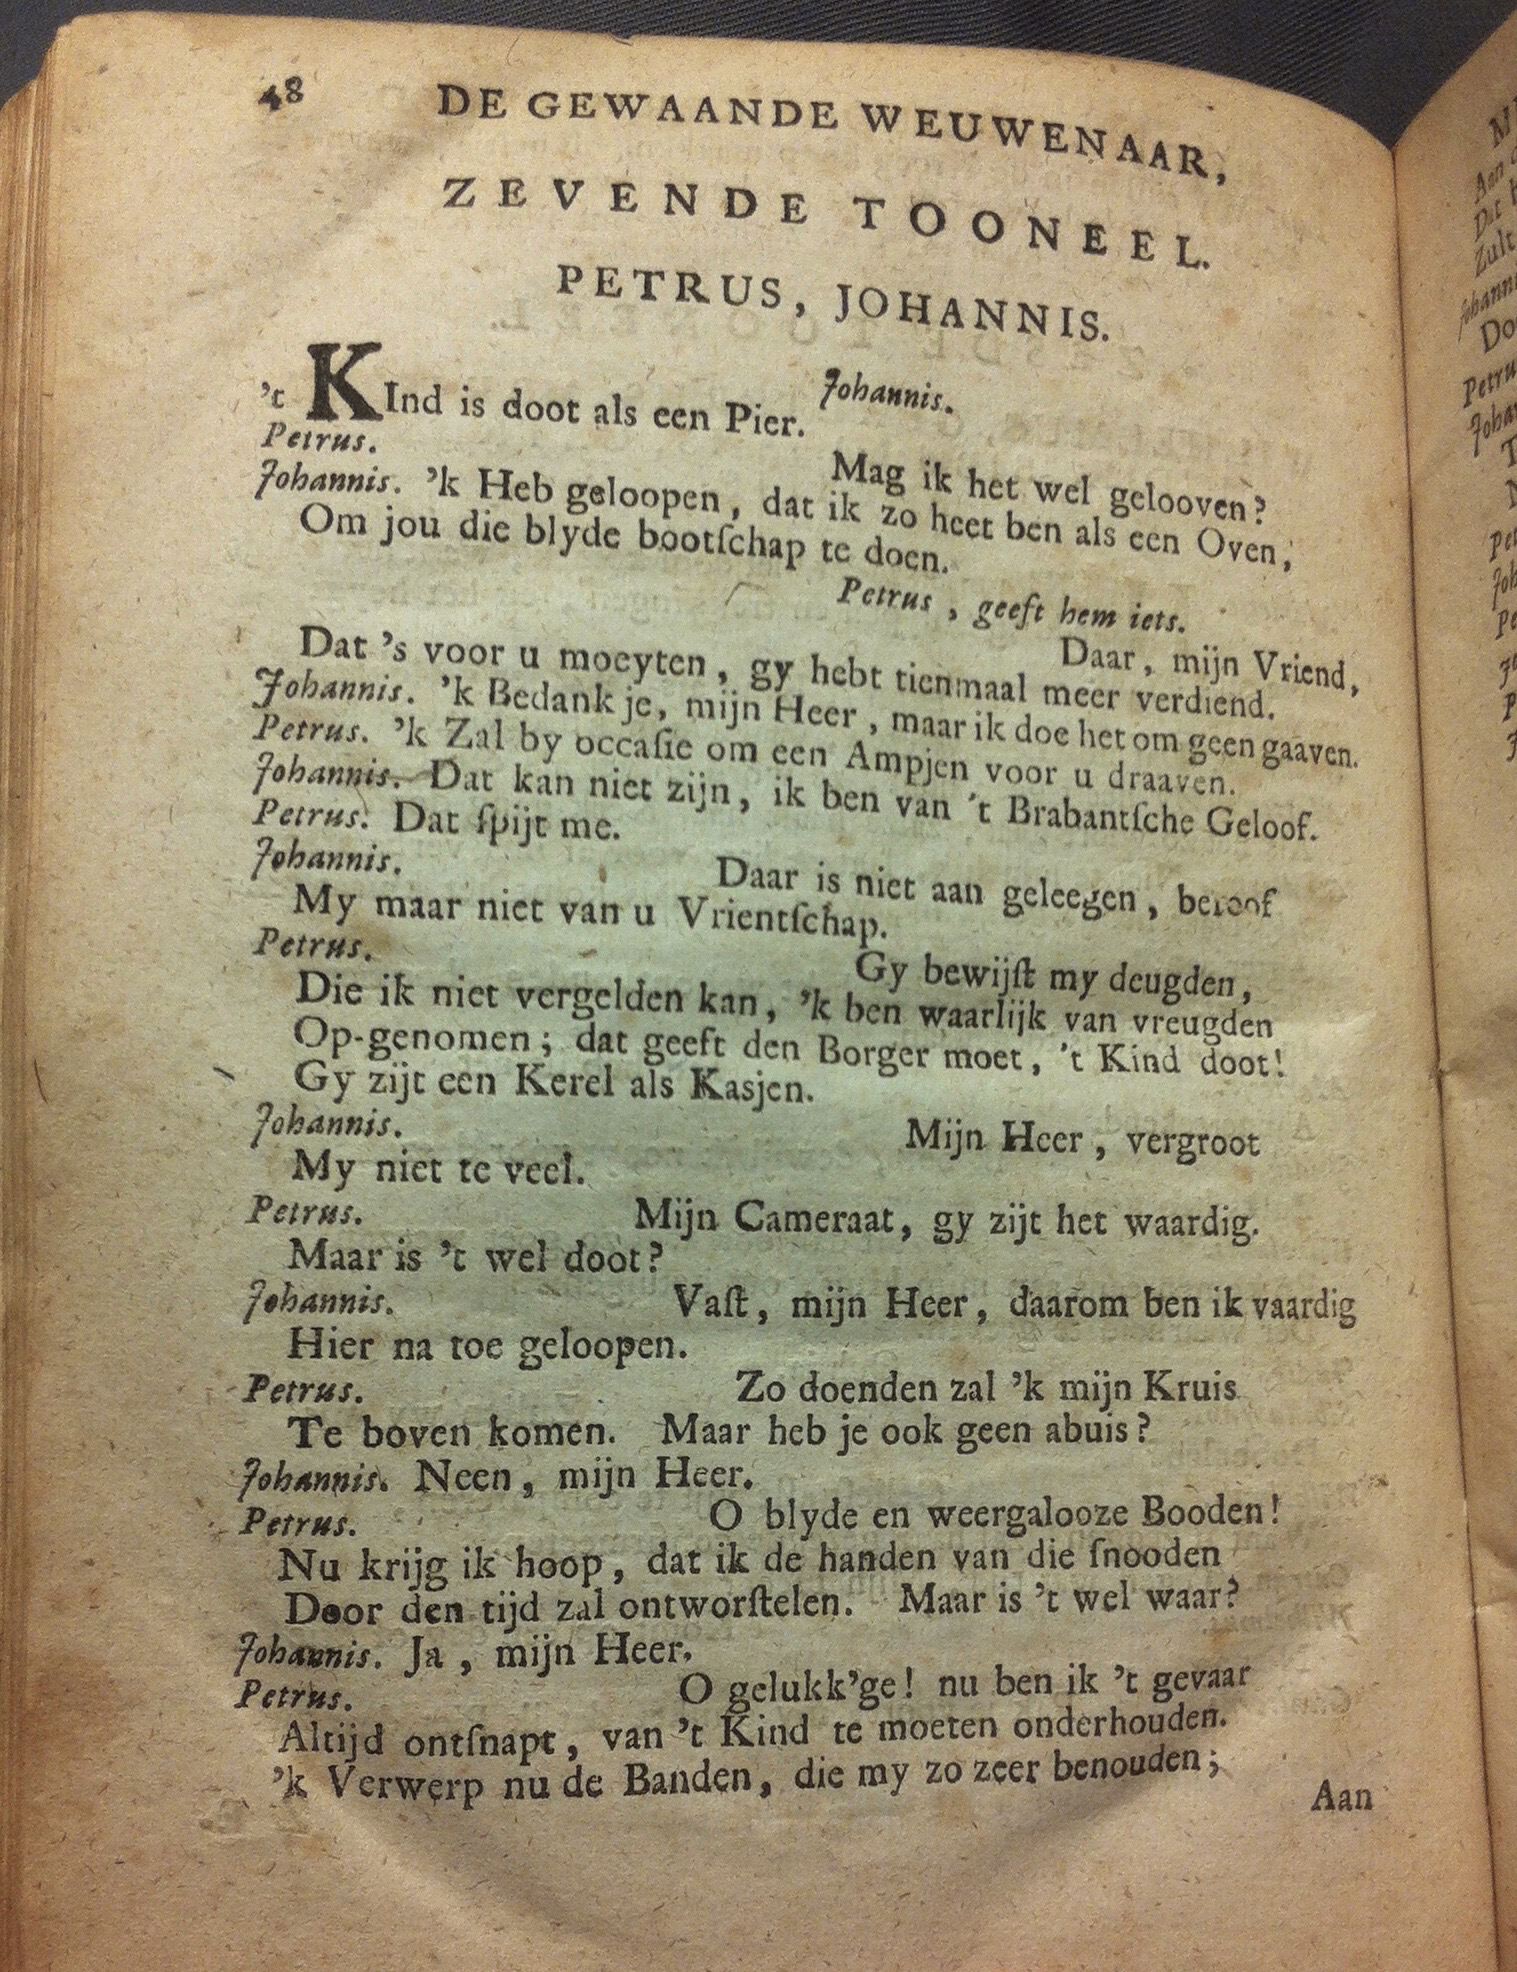 48 DE GEWAANDE WEUWENAAR,
ZEVENDE TOONEEL.
PETRUS, JOHANNIS.
Johannis.
't KInd is doot als een Pier.
Petrus. Mag ik het wel gelooven?
Johannis. 'k Heb geloopen, dat ik zo heet ben als een Oven,
Om jou die blyde bootſchap te doen.
Petrus, geeft hem iets.
Daar, mijn Vriend,
Dat 's voor u moeyten, gy hebt tienmaal meer verdiend.
Johannis. 'k Bedank je, mijn Heer, maar ik doe het om geen gaaven.
Petrus. 'k Zal by occaſie om een Ampjen voor u draaven.
Johannis. Dat kan niet zijn, ik ben van 't Brabantſche Geloof.
Petrus. Dat ſpijt me.
Johannis. Daar is niet aan geleegen, beroof
My maar niet van u Vrientſchap.
Petrus. Gy bewijſt my deugden,
Die ik niet vergelden kan, 'k ben waarlijk van vreugden
Op-genomen; dat geeft den Borger moet, 't Kind doot!
Gy zijt een Kerel als Kasjen.
Johannis. Mijn Heer, vergroot
My niet te veel.
Petrus. Mijn Cameraat, gy zijt het waardig.
Maar is 't wel doot?
Johannis. Vaſt, mijn Heer, daarom ben ik vaardig
Hier na toe geloopen.
Petrus. Zo doenden zal 'k mijn Kruis
Te boven komen. Maar heb je ook geen abuis?
Johannis. Neen, mijn Heer.
Petrus. O blyde en weergalooze Booden!
Nu krijg ik hoop, dat ik de handen van die ſnooden
Door den tijd zal ontworſtelen. Maar is 't wel waar?
Johannis. Ja, mijn Heer.
Petrus. O gelukk'ge! nu ben ik 't gevaar
Altijd ontſnapt, van 't Kind te moeten onderhouden.
'k Verwerp nu de Banden, die my zo zeer benouden;
Aan